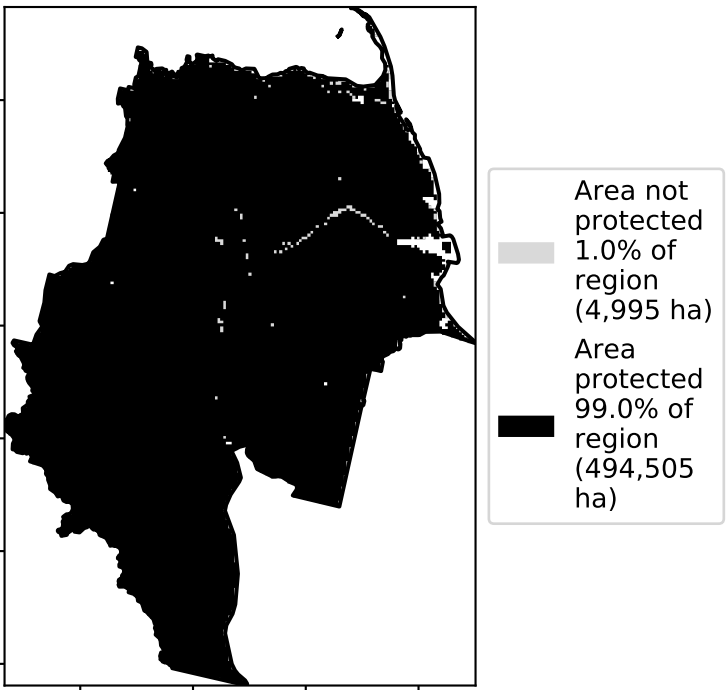 Area not
protected
1.0% of
region
(4,995 ha)
Area
protected
99.0% of
region
(494,505
ha)